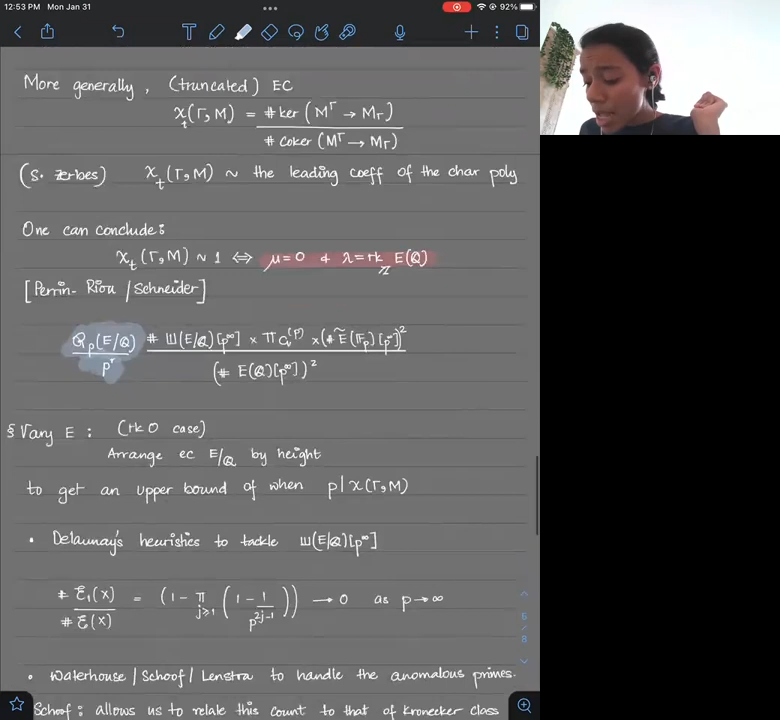 12:53 PM Mon Jan 31
92%
More generally, (truncated) EC
χ_t(Γ, M) = # ker (M^Γ → M_Γ) / # coker (M^Γ → M_Γ)
(S. Zerbes) χ_t(Γ, M) ~ the leading coeff of the char poly
One can conclude:
χ_t(Γ, M) ~ 1 ⇔ μ=0 & λ=rk_ℤ E(ℚ)
[Perrin-Riou / Schneider]
R_p(E/ℚ) / p^r # Ш(E/ℚ)[p^∞] × Π c_v^(p) × (# Ẽ(𝔽_p)[p^∞])² / (# E(ℚ)[p^∞])²
§ Vary E: (rk 0 case)
Arrange ec E/ℚ by height
to get an upper bound of when p | χ(Γ, M)
• Delaunay's heuristics to tackle Ш(E/ℚ)[p^∞]
# ℰ₁(x) / # ℰ(x) = (1 - Π_{j≥1} (1 - 1/p^{2j-1})) → 0 as p→∞
• Waterhouse / Schoof / Lenstra to handle the anomalous primes.
Schoof: allows us to relate this count to that of kronecker class
6
8